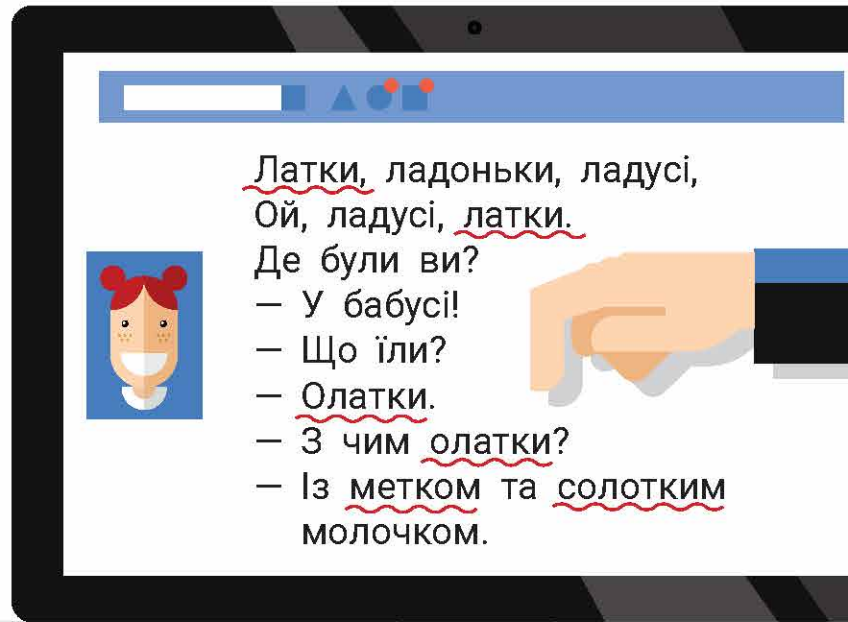 Латки, ладоньки, ладусі,
Ой, ладусі, латки.
Де були ви?
— У бабусі!
— Що їли?
— Олатки.
— З чим олатки?
— Із метком та солотким
молочком.